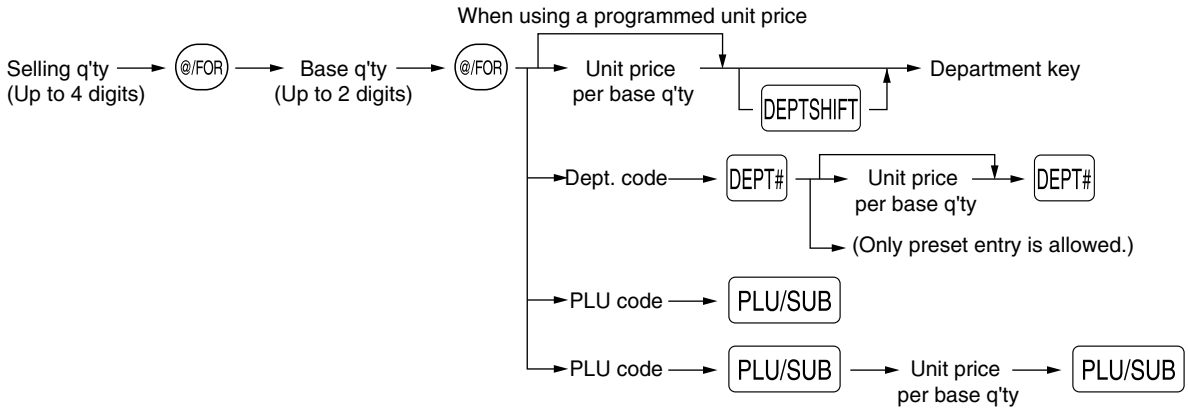 When using a programmed unit price
Selling q'ty
(Up to 4 digits)
@/FOR
Base q'ty
(Up to 2 digits)
@/FOR
Unit price
per base q'ty
DEPTSHIFT
Department key
Dept. code
DEPT#
Unit price
per base q'ty
DEPT#
(Only preset entry is allowed.)
PLU code
PLU/SUB
PLU code
PLU/SUB
Unit price
per base q'ty
PLU/SUB